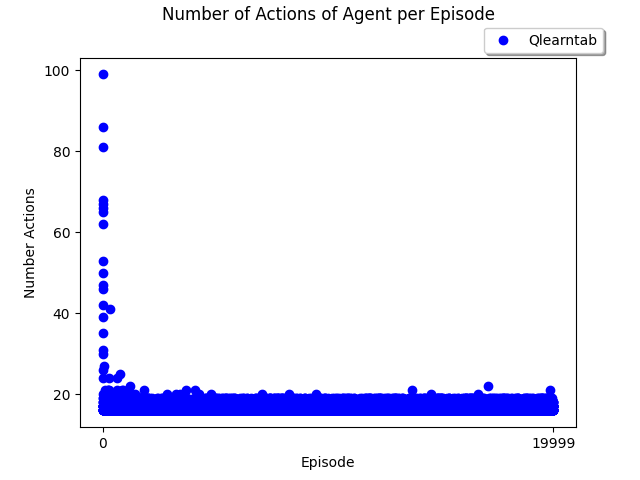 Number of Actions of Agent per Episode
Qlearntab
100
80
60
40
20
Number Actions
0
19999
Episode